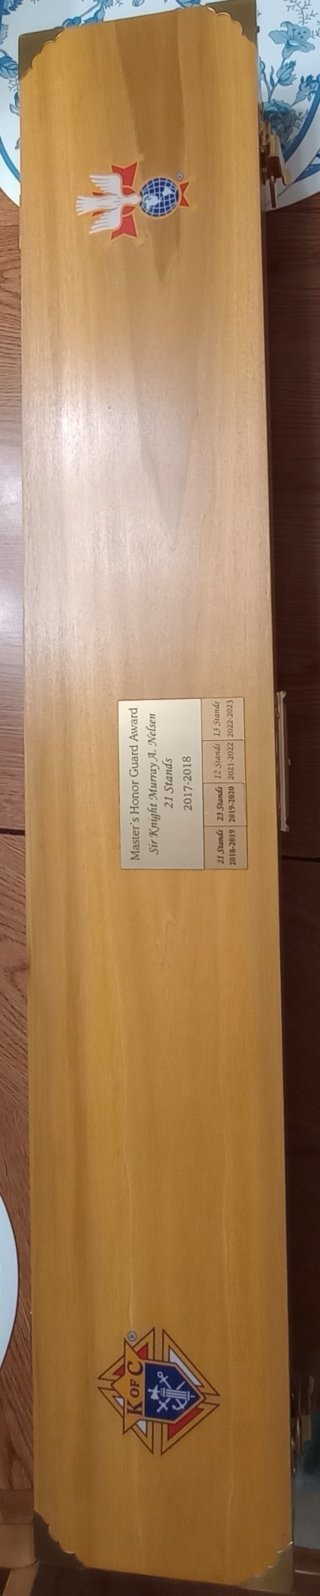 Master's Honor Guard Award
Sir Knight Murray A. Nelsen
21 Stands
2017-2018
21 Stands
2018-2019
23 Stands
2019-2020
12 Stands
2021-2022
13 Stands
2022-2023
K OF C
®
®